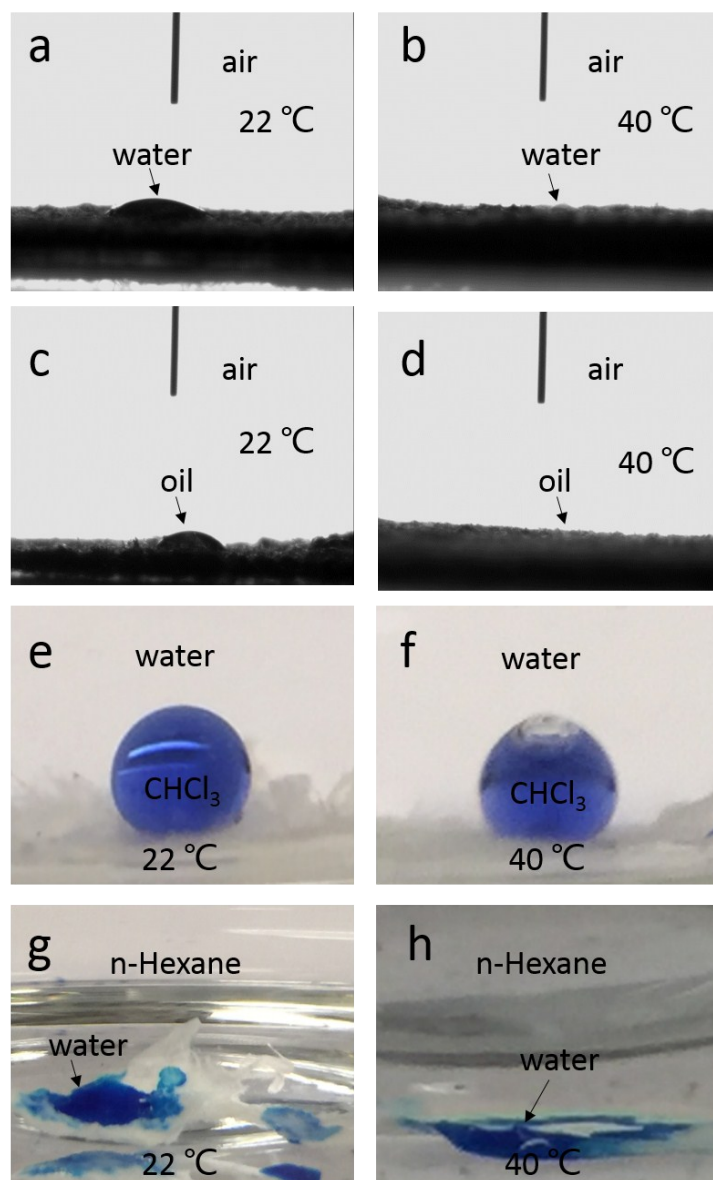 a
air
22 ℃
water
b
air
40 ℃
water
c
air
22 ℃
oil
d
air
40 ℃
oil
e
water
CHCl₃
22 ℃
f
water
CHCl₃
40 ℃
g
n-Hexane
water
22 ℃
h
n-Hexane
water
40 ℃